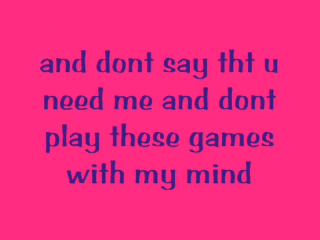 and dont say tht u
need me and dont
play these games
with my mind